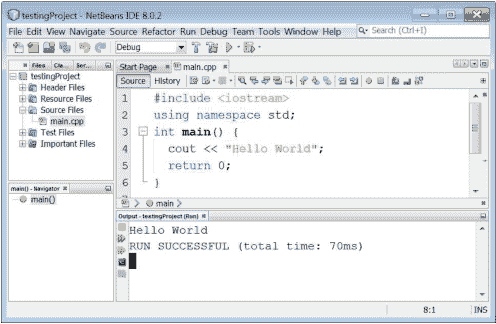 testingProject - NetBeans IDE 8.0.2
File Edit View Navigate Source Refactor Run Debug Team Tools Window Help
Search (Ctrl+I)
Debug
Files Cla... Ser...
testingProject
Header Files
Resource Files
Source Files
main.cpp
Test Files
Important Files
main() - Navigator
main()
Start Page main.cpp
Source History
1 #include <iostream>
2 using namespace std;
3 int main() {
4 cout << "Hello World";
5 return 0;
6 }
main
Output - testingProject (Run)
Hello World
RUN SUCCESSFUL (total time: 70ms)
8:1 INS